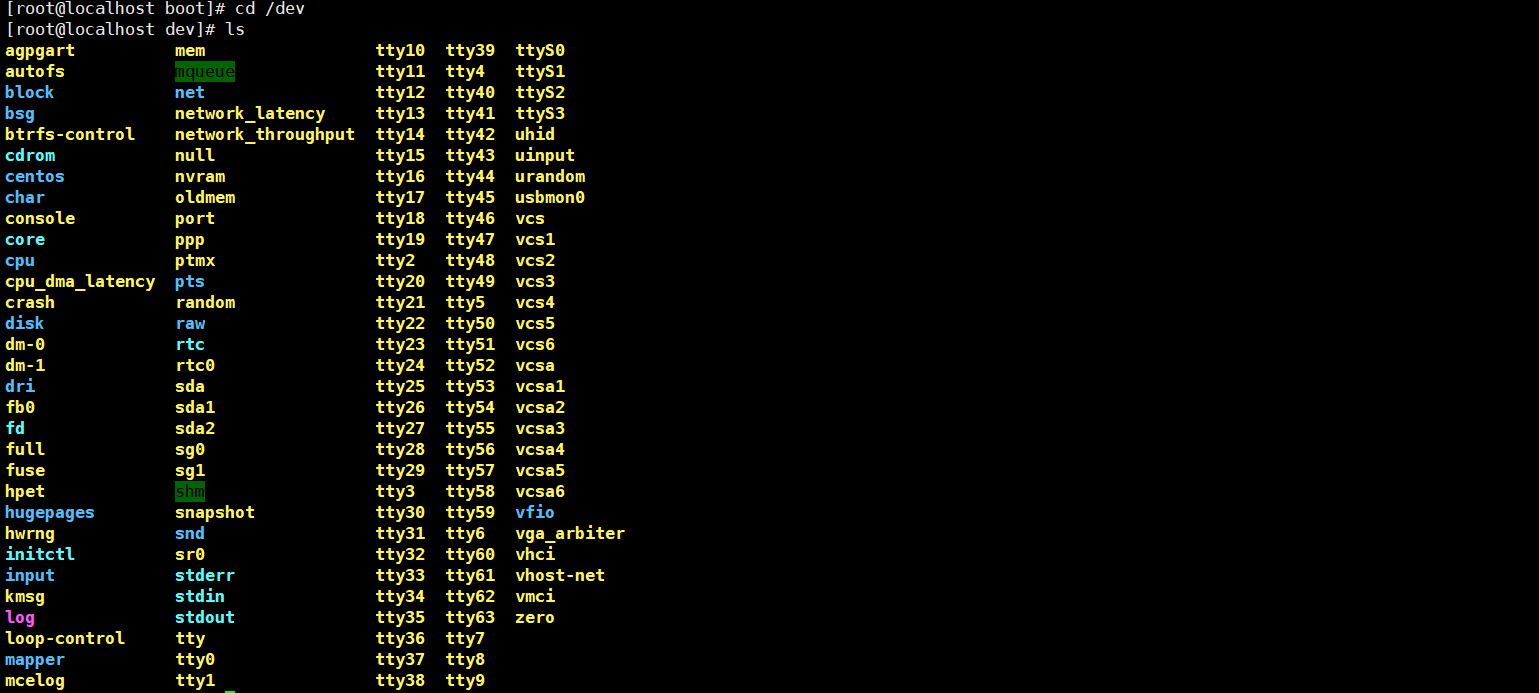 [root@localhost boot]# cd /dev
[root@localhost dev]# ls
agpgart mem tty10 tty39 ttyS0
autofs mqueue tty11 tty4 ttyS1
block net tty12 tty40 ttyS2
bsg network_latency tty13 tty41 ttyS3
btrfs-control network_throughput tty14 tty42 uhid
cdrom null tty15 tty43 uinput
centos nvram tty16 tty44 urandom
char oldmem tty17 tty45 usbmon0
console port tty18 tty46 vcs
core ppp tty19 tty47 vcs1
cpu ptmx tty2 tty48 vcs2
cpu_dma_latency pts tty20 tty49 vcs3
crash random tty21 tty5 vcs4
disk raw tty22 tty50 vcs5
dm-0 rtc tty23 tty51 vcs6
dm-1 rtc0 tty24 tty52 vcsa
dri sda tty25 tty53 vcsa1
fb0 sda1 tty26 tty54 vcsa2
fd sda2 tty27 tty55 vcsa3
full sg0 tty28 tty56 vcsa4
fuse sg1 tty29 tty57 vcsa5
hpet shm tty3 tty58 vcsa6
hugepages snapshot tty30 tty59 vfio
hwrng snd tty31 tty6 vga_arbiter
initctl sr0 tty32 tty60 vhci
input stderr tty33 tty61 vhost-net
kmsg stdin tty34 tty62 vmci
log stdout tty35 tty63 zero
loop-control tty tty36 tty7
mapper tty0 tty37 tty8
mcelog tty1 tty38 tty9